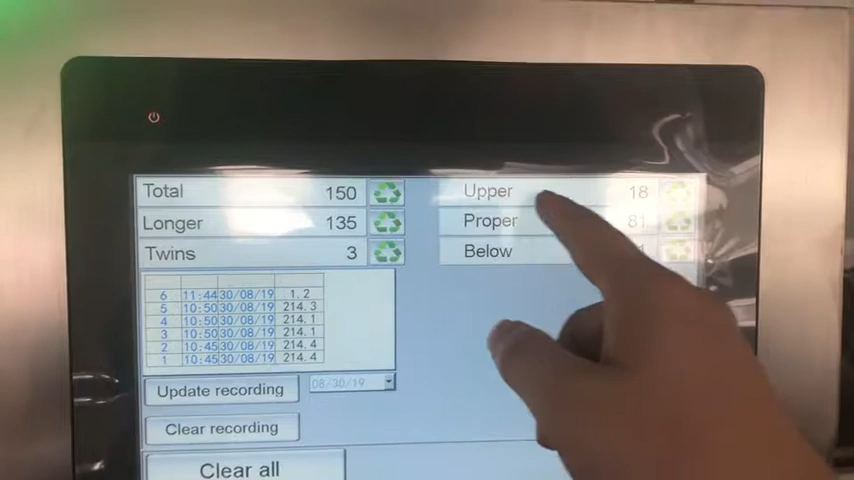 Total 150
Longer 135
Twins 3
Upper 18
Proper 81
Below
6 11:44 30/08/19 1.2
5 10:50 30/08/19 214.3
4 10:50 30/08/19 214.1
3 10:50 30/08/19 214.1
2 10:45 30/08/19 214.4
1 10:45 30/08/19 214.4
Update recording 08/30/19
Clear recording
Clear all